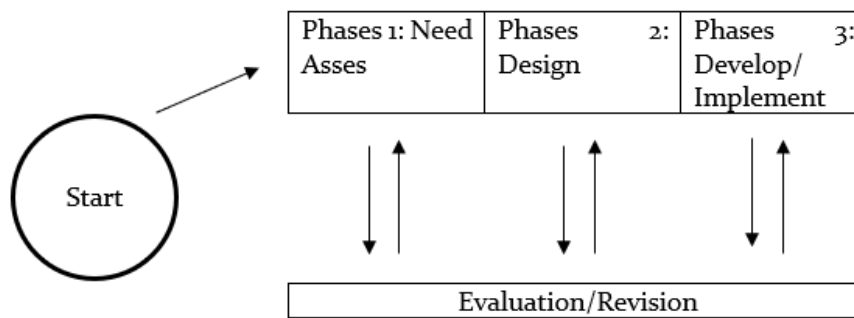 Phases 1: Need
Asses
Phases 2:
Design
Phases 3:
Develop/
Implement
Start
Evaluation/Revision